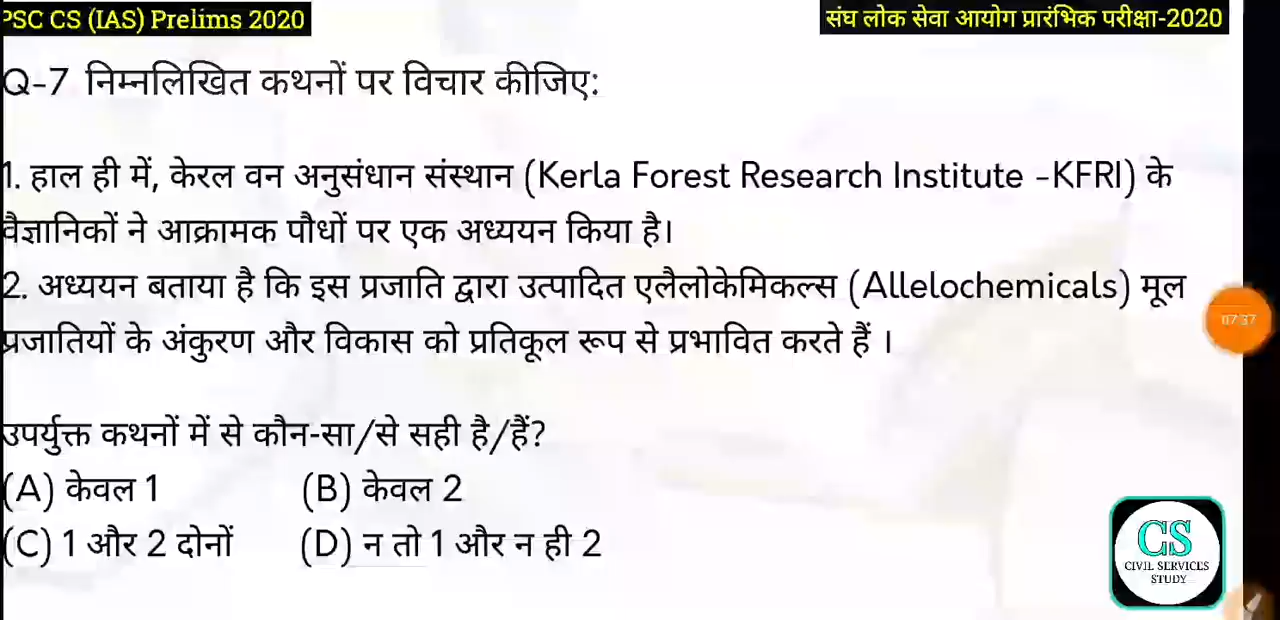 PSC CS (IAS) Prelims 2020
संघ लोक सेवा आयोग प्रारंभिक परीक्षा-2020
Q-7 निम्नलिखित कथनों पर विचार कीजिए:
1. हाल ही में, केरल वन अनुसंधान संस्थान (Kerla Forest Research Institute -KFRI) के
वैज्ञानिकों ने आक्रामक पौधों पर एक अध्ययन किया है।
2. अध्ययन बताया है कि इस प्रजाति द्वारा उत्पादित एलैलोकेमिकल्स (Allelochemicals) मूल
प्रजातियों के अंकुरण और विकास को प्रतिकूल रूप से प्रभावित करते हैं ।
उपर्युक्त कथनों में से कौन-सा/से सही है/हैं?
(A) केवल 1 (B) केवल 2
(C) 1 और 2 दोनों (D) न तो 1 और न ही 2
07:37
CS
CIVIL SERVICES
STUDY